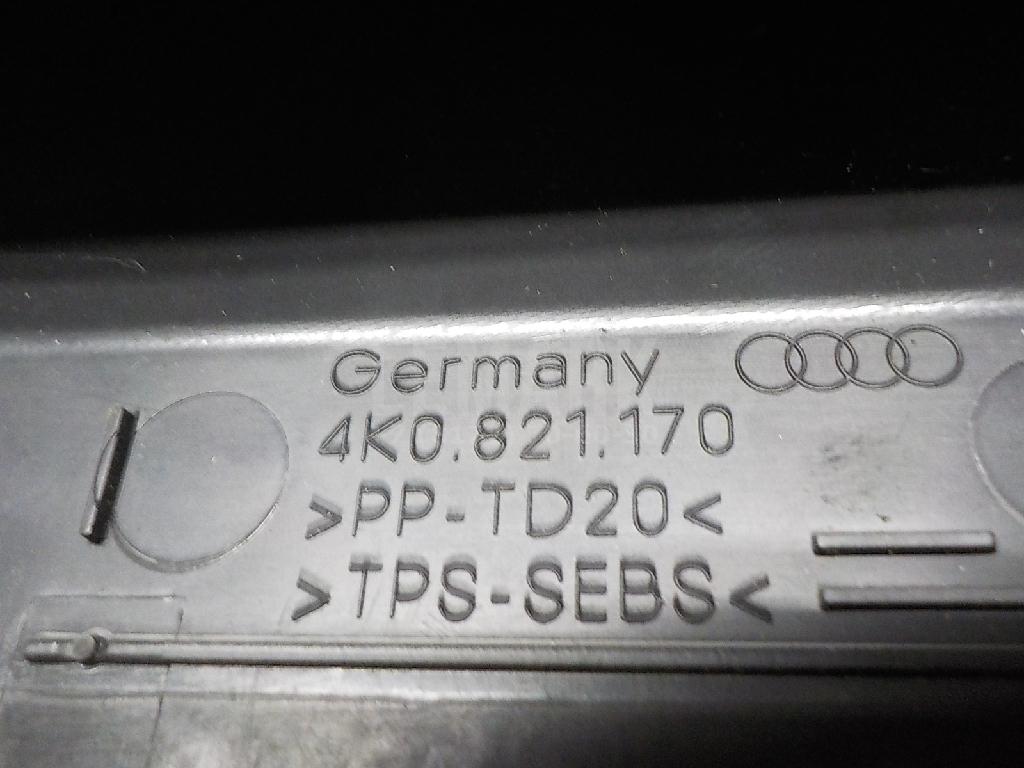 Germany
4K0.821.170
>PP-TD20<
>TPS-SEBS<